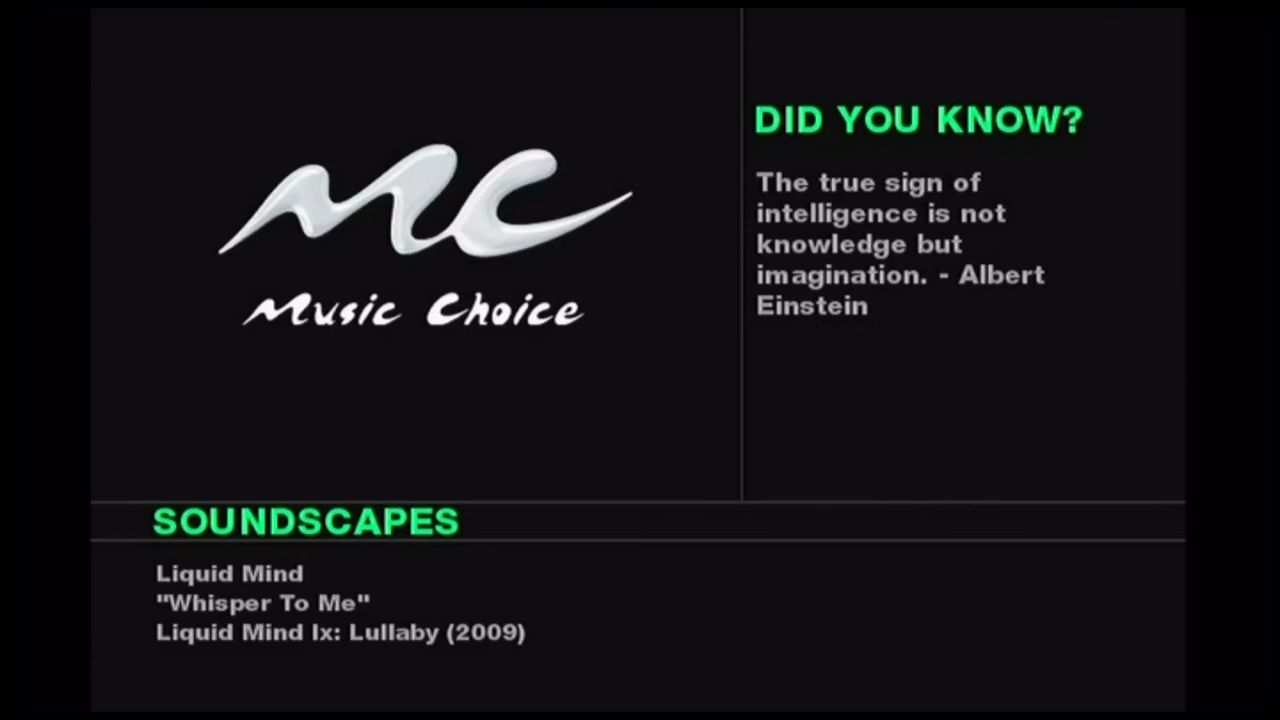 MC
Music Choice
DID YOU KNOW?
The true sign of
intelligence is not
knowledge but
imagination. - Albert
Einstein
SOUNDSCAPES
Liquid Mind
"Whisper To Me"
Liquid Mind Ix: Lullaby (2009)